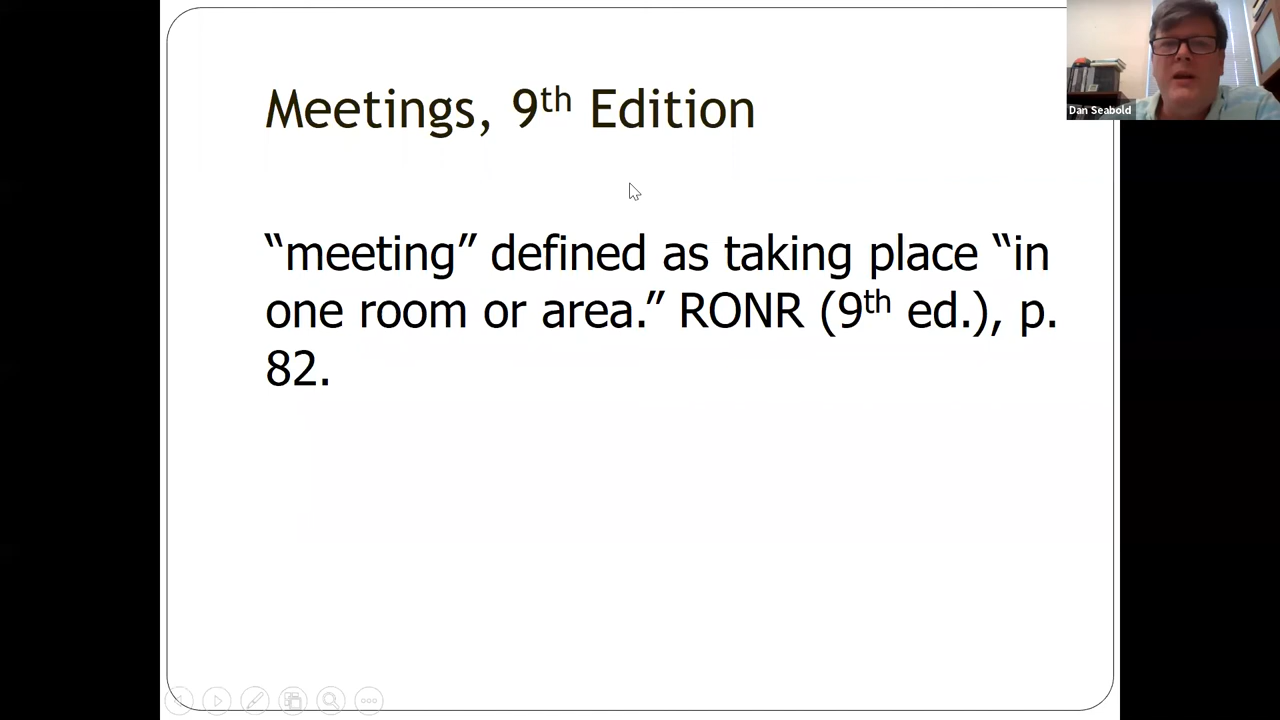 Meetings, 9th Edition
“meeting” defined as taking place “in
one room or area.” RONR (9th ed.), p.
82.
Dan Seabold